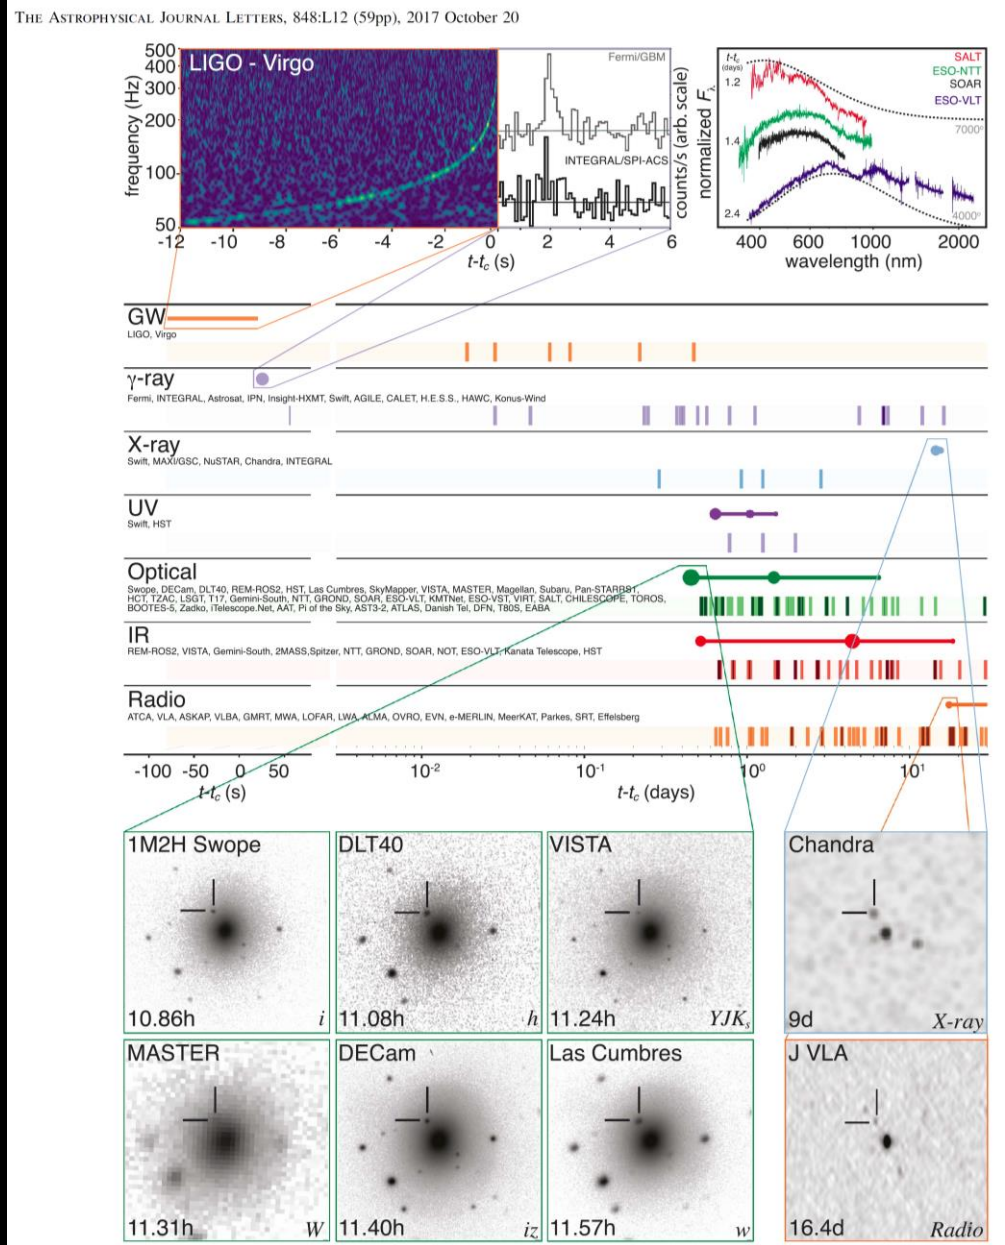 THE ASTROPHYSICAL JOURNAL LETTERS, 848:L12 (59pp), 2017 October 20
LIGO - Virgo
frequency (Hz)
500
400
300
200
100
50
-12 -10 -8 -6 -4 -2 0 2 4 6
t-tc (s)
Fermi/GBM
INTEGRAL/SPI-ACS
counts/s (arb. scale)
normalized Fλ
t-tc
(days)
1.2
1.4
2.4
SALT
ESO-NTT
SOAR
ESO-VLT
7000°
4000°
400 600 1000 2000
wavelength (nm)
GW
LIGO, Virgo
γ-ray
Fermi, INTEGRAL, Astrosat, IPN, Insight-HXMT, Swift, AGILE, CALET, H.E.S.S., HAWC, Konus-Wind
X-ray
Swift, MAXI/GSC, NuSTAR, Chandra, INTEGRAL
UV
Swift, HST
Optical
Swope, DECam, DLT40, REM-ROS2, HST, Las Cumbres, SkyMapper, VISTA, MASTER, Magellan, Subaru, Pan-STARRS1,
HCT, TZAC, LSGT, T17, Gemini-South, NTT, GROND, SOAR, ESO-VLT, KMTNet, ESO-VST, VIRT, SALT, CHILESCOPE, TOROS,
BOOTES-5, Zadko, iTelescope.Net, AAT, Pi of the Sky, AST3-2, ATLAS, Danish Tel, DFN, T80S, EABA
IR
REM-ROS2, VISTA, Gemini-South, 2MASS,Spitzer, NTT, GROND, SOAR, NOT, ESO-VLT, Kanata Telescope, HST
Radio
ATCA, VLA, ASKAP, VLBA, GMRT, MWA, LOFAR, LWA, ALMA, OVRO, EVN, e-MERLIN, MeerKAT, Parkes, SRT, Effelsberg
-100 -50 0 50 10-2 10-1 100 101
t-tc (s) t-tc (days)
1M2H Swope
10.86h i
DLT40
11.08h h
VISTA
11.24h YJKs
Chandra
9d X-ray
MASTER
11.31h W
DECam
11.40h iz
Las Cumbres
11.57h w
J VLA
16.4d Radio